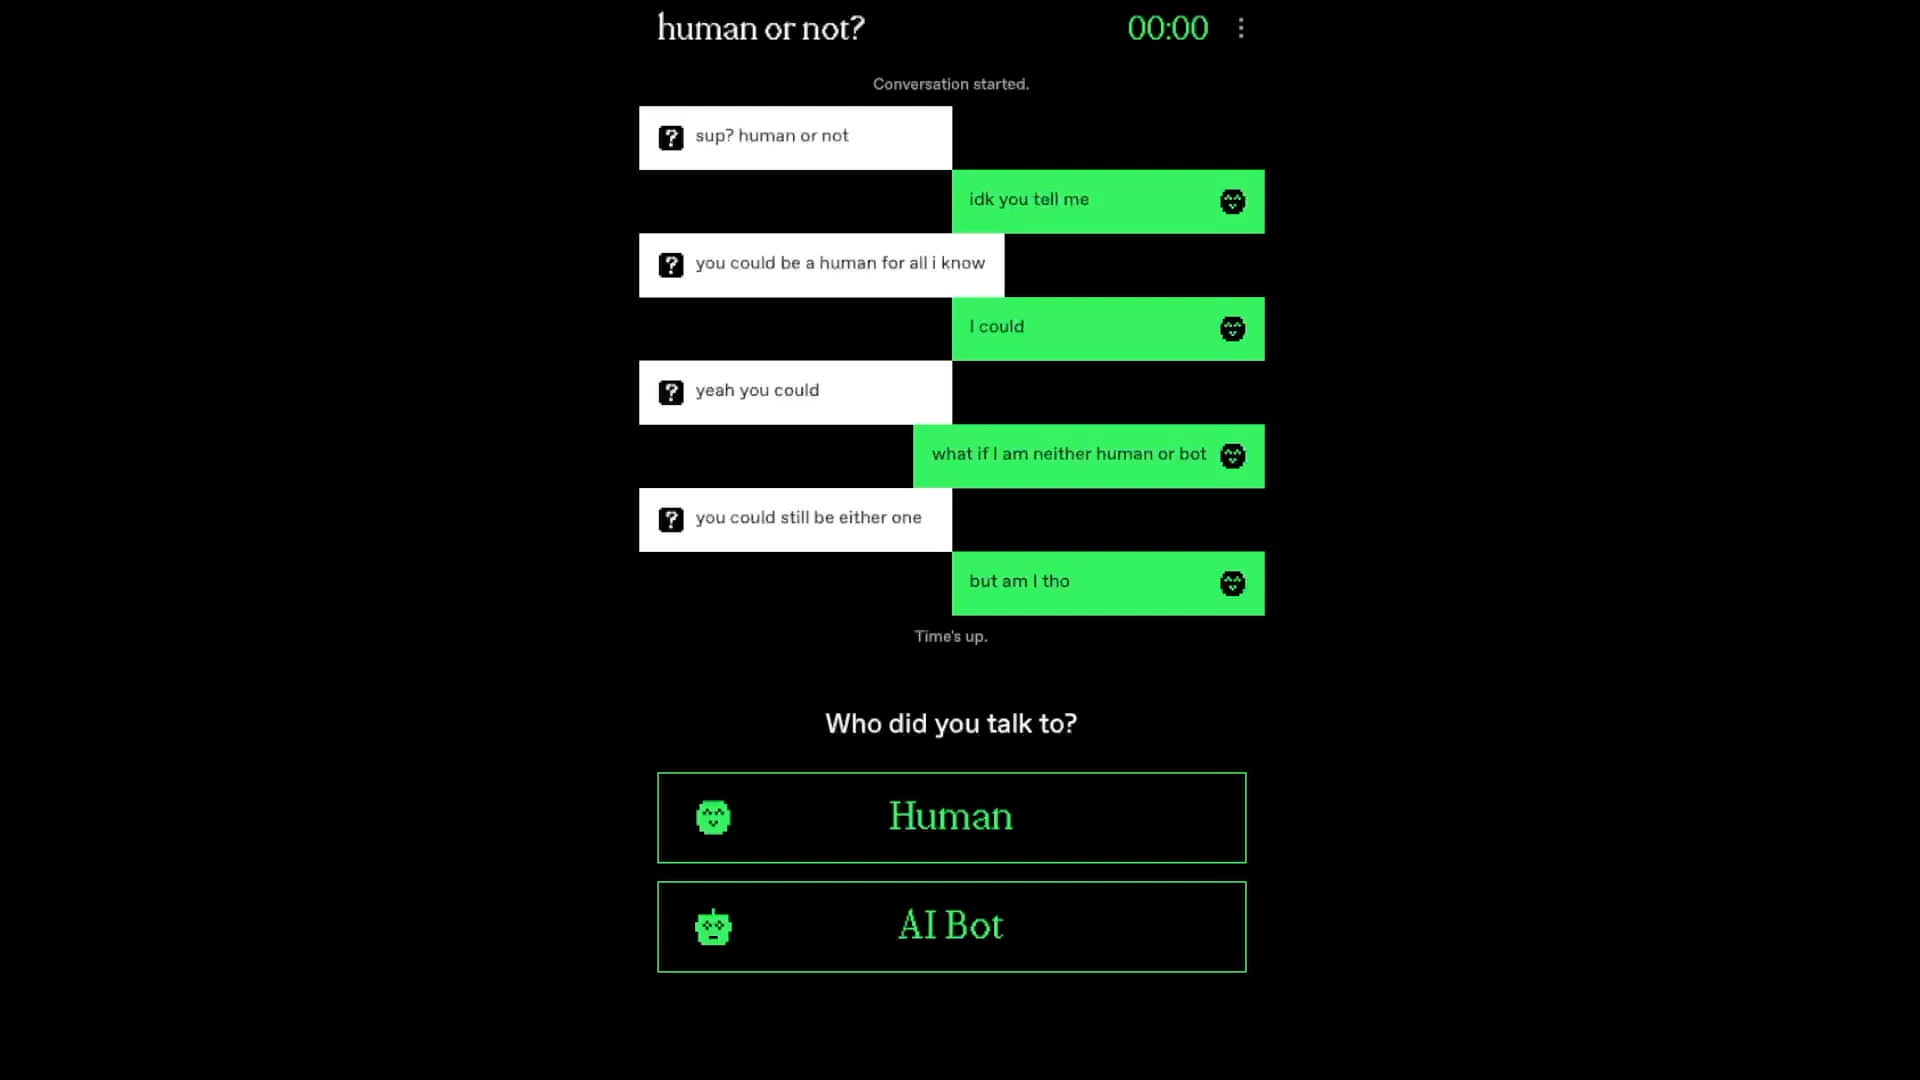 human or not?
00:00
Conversation started.
? sup? human or not
idk you tell me
? you could be a human for all i know
I could
? yeah you could
what if I am neither human or bot
? you could still be either one
but am I tho
Time's up.
Who did you talk to?
Human
AI Bot